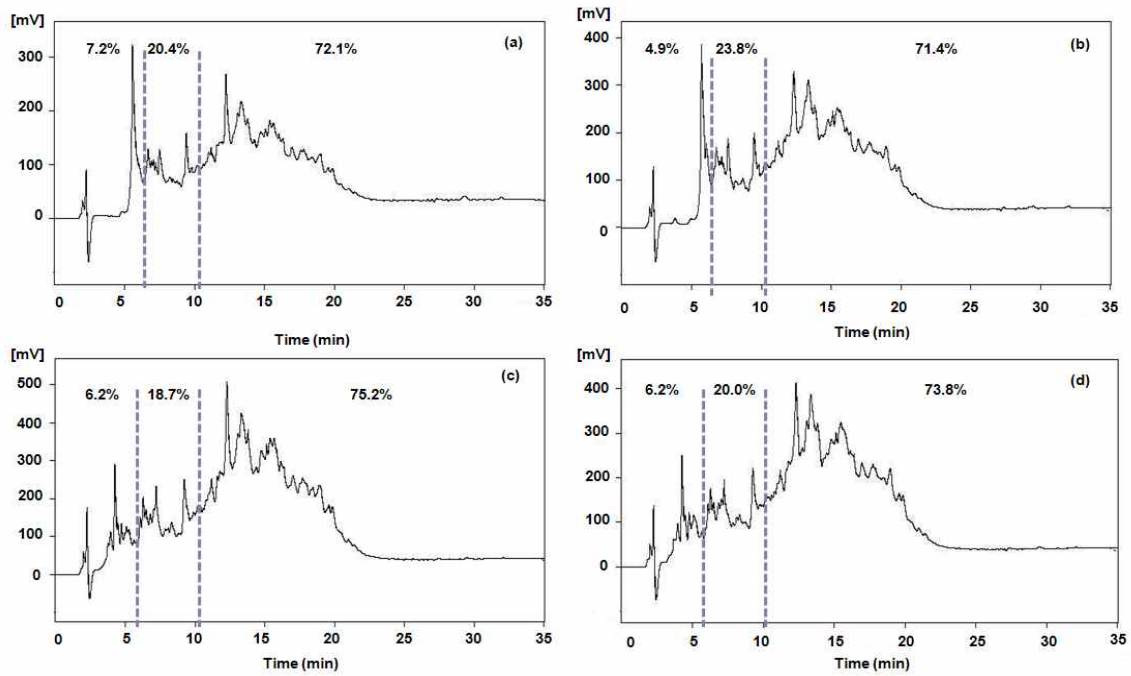 [mV]
7.2% 20.4% 72.1% (a)
300
200
100
0
0 5 10 15 20 25 30 35
Time (min)
[mV]
4.9% 23.8% 71.4% (b)
400
300
200
100
0
0 5 10 15 20 25 30 35
Time (min)
[mV]
6.2% 18.7% 75.2% (c)
500
400
300
200
100
0
0 5 10 15 20 25 30 35
Time (min)
[mV]
6.2% 20.0% 73.8% (d)
400
300
200
100
0
0 5 10 15 20 25 30 35
Time (min)